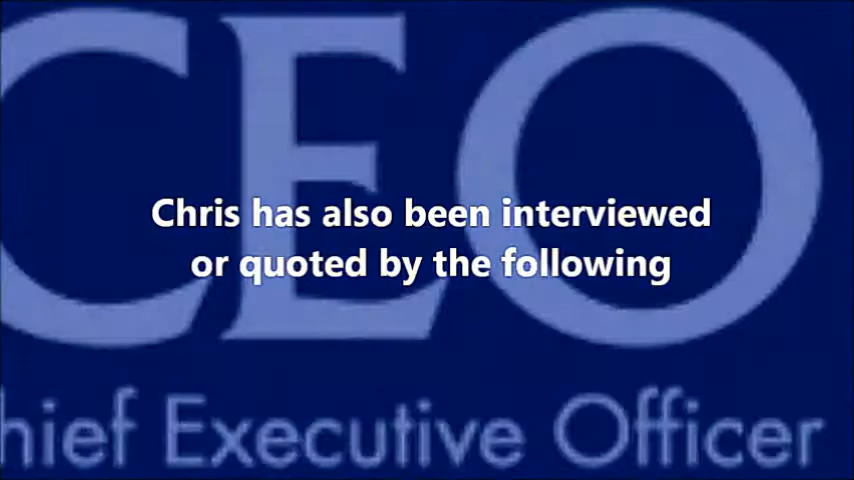 CEO
Chris has also been interviewed
or quoted by the following
hief Executive Officer